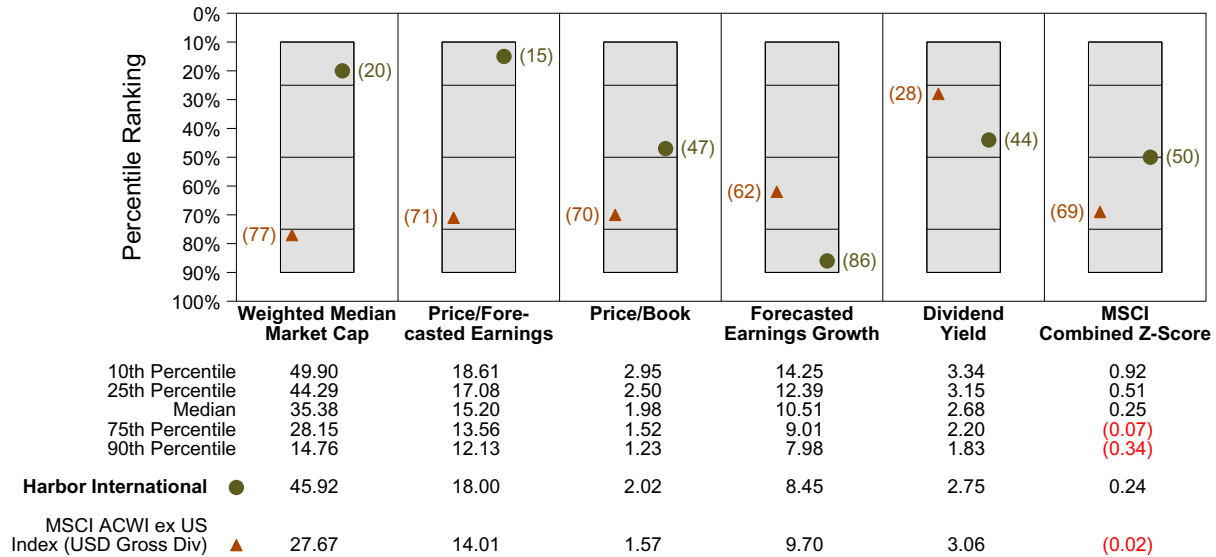 Percentile Ranking
0%
10%
20%
30%
40%
50%
60%
70%
80%
90%
100%
(20)
(77)
(15)
(71)
(47)
(70)
(62)
(86)
(28)
(44)
(50)
(69)
Weighted Median Market Cap
Price/Fore-
casted Earnings
Price/Book
Forecasted Earnings Growth
Dividend Yield
MSCI Combined Z-Score
10th Percentile 49.90 18.61 2.95 14.25 3.34 0.92
25th Percentile 44.29 17.08 2.50 12.39 3.15 0.51
Median 35.38 15.20 1.98 10.51 2.68 0.25
75th Percentile 28.15 13.56 1.52 9.01 2.20 (0.07)
90th Percentile 14.76 12.13 1.23 7.98 1.83 (0.34)
Harbor International 45.92 18.00 2.02 8.45 2.75 0.24
MSCI ACWI ex US
Index (USD Gross Div) 27.67 14.01 1.57 9.70 3.06 (0.02)